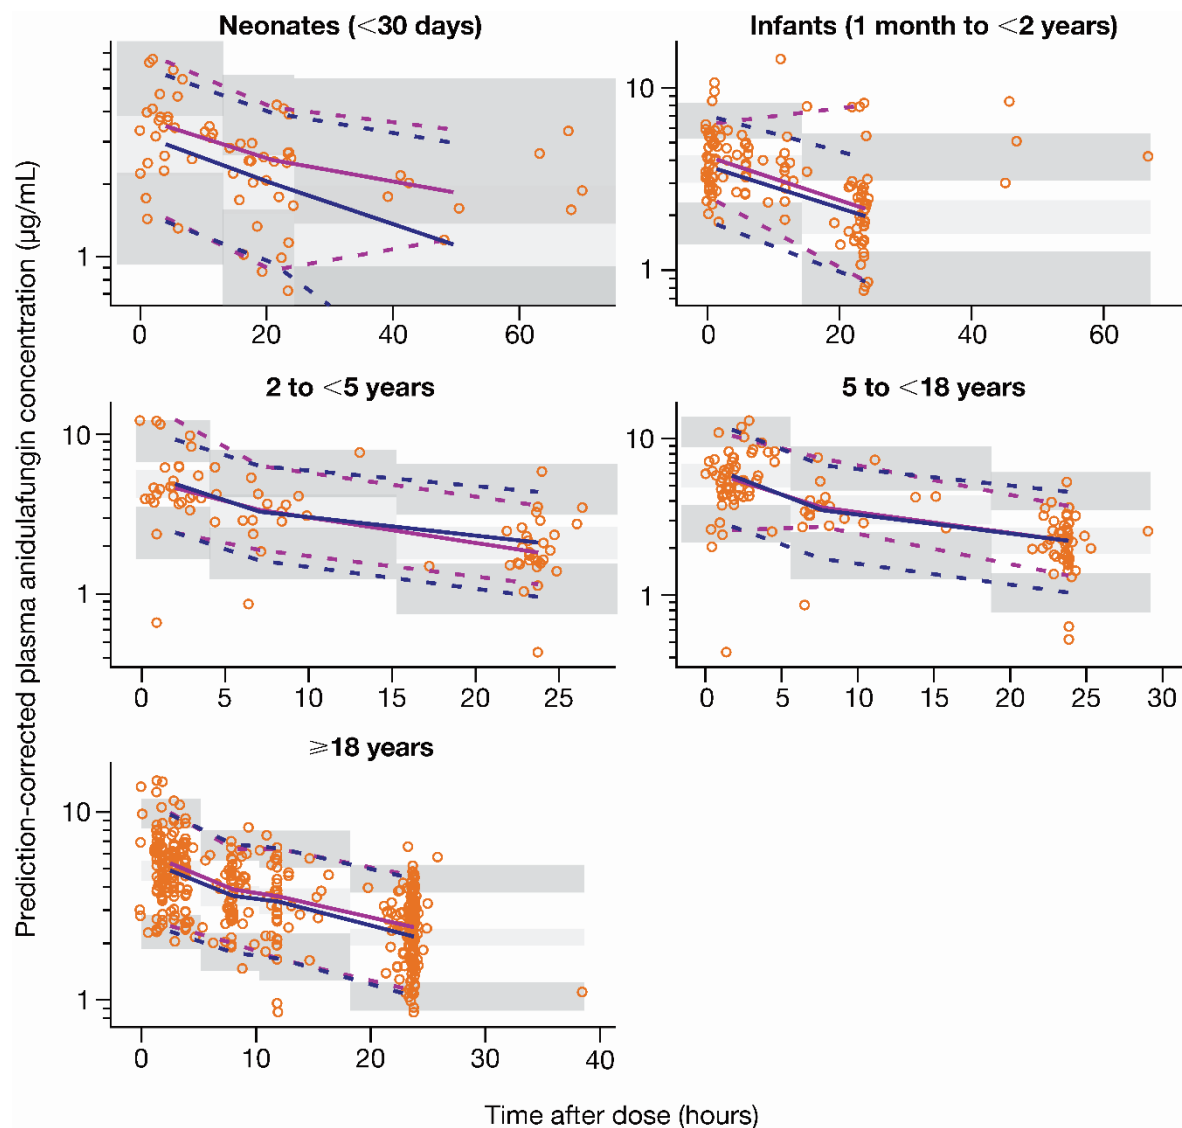 Prediction-corrected plasma anidulafungin concentration (μg/mL)
Neonates (<30 days)
1
0 20 40 60
Infants (1 month to <2 years)
10
1
0 20 40 60
2 to <5 years
10
1
0 5 10 15 20 25
5 to <18 years
10
1
0 5 10 15 20 25 30
⩾18 years
10
1
0 10 20 30 40
Time after dose (hours)